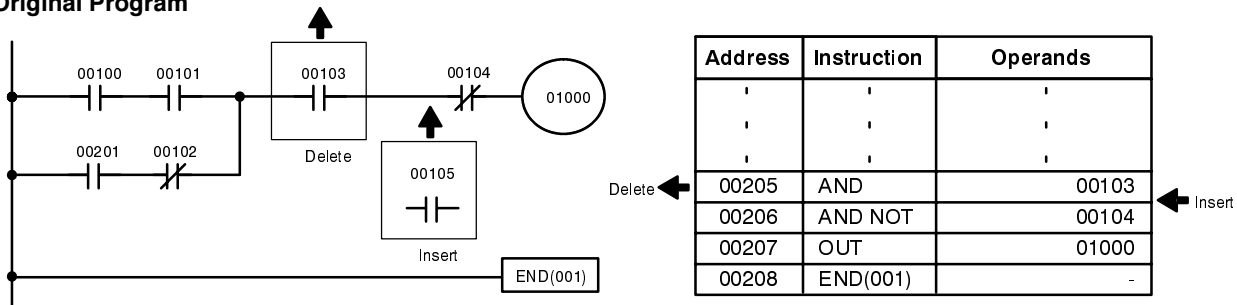 Original Program
00100 00101 00103 00104
01000
00201 00102
Delete
00105
Insert
END(001)
Address Instruction Operands
Delete 00205 AND 00103
Insert
00206 AND NOT 00104
00207 OUT 01000
00208 END(001) -